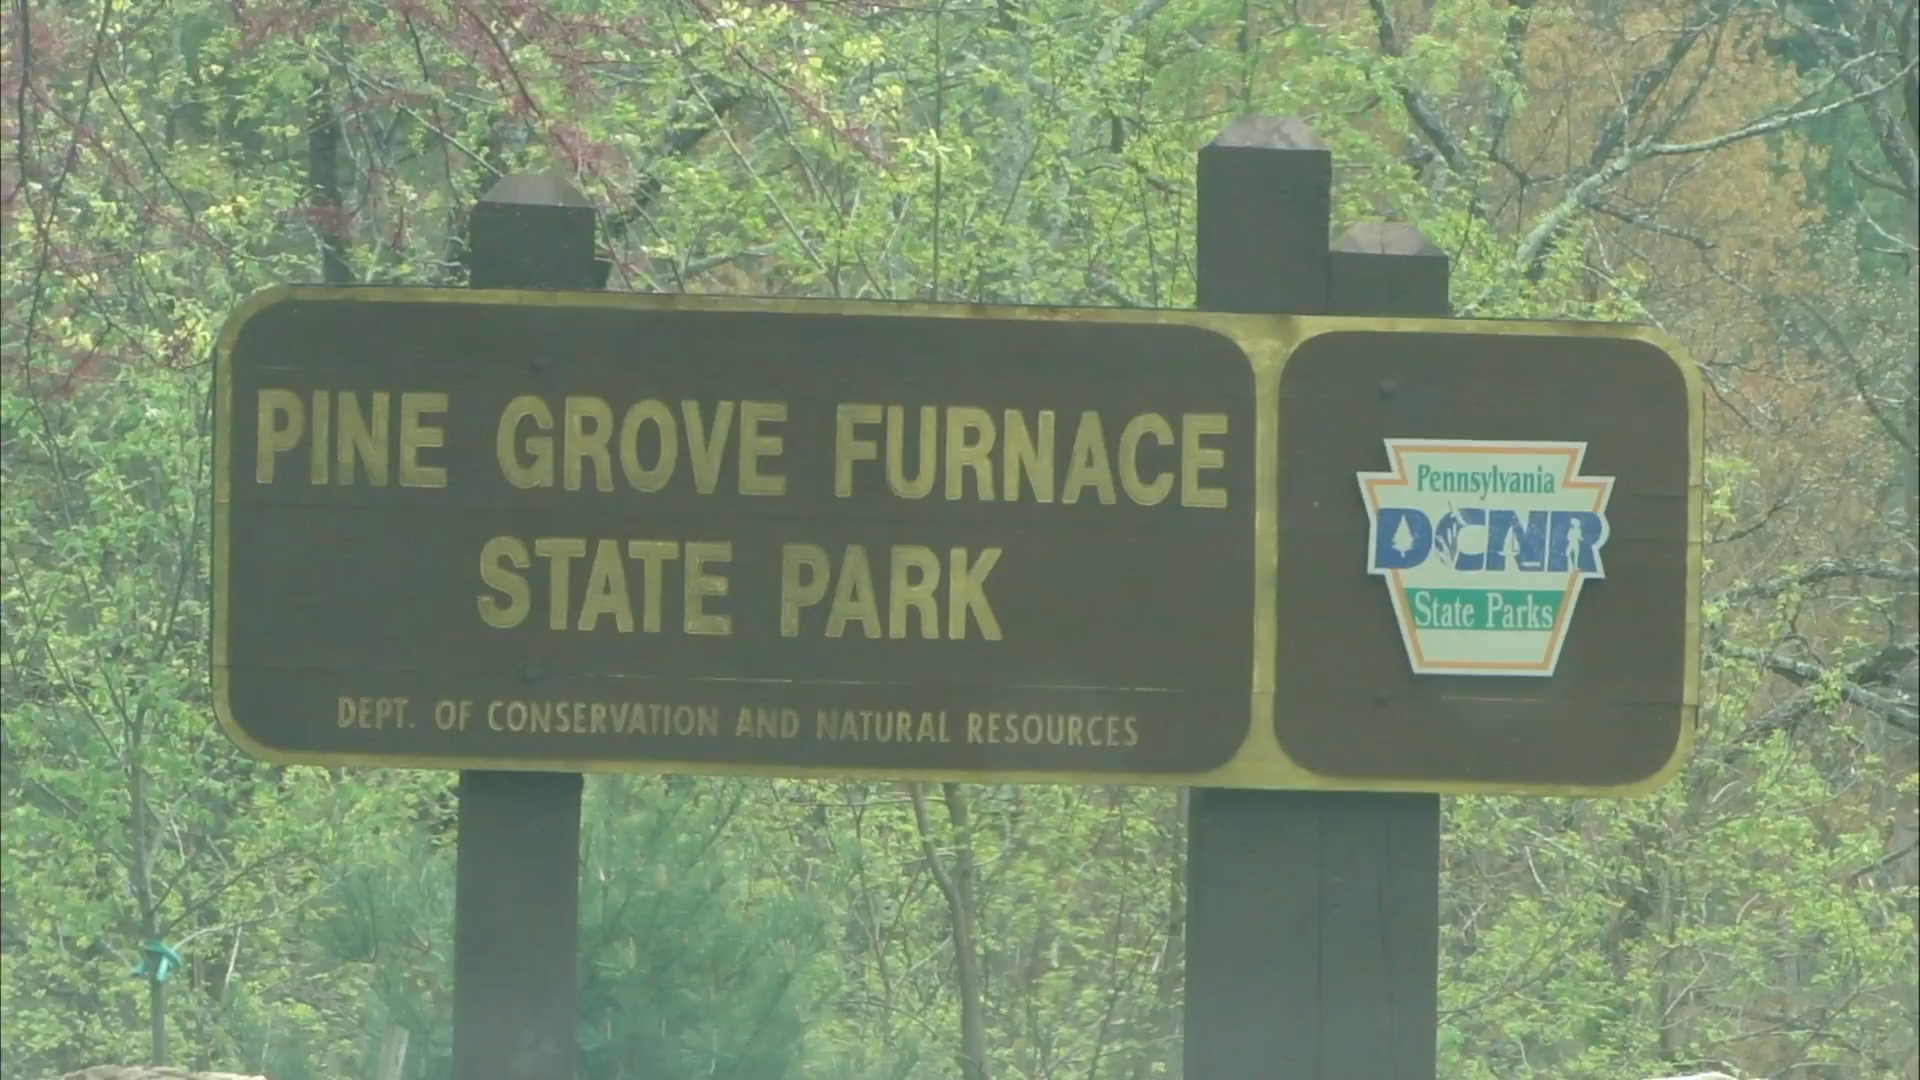 PINE GROVE FURNACE
STATE PARK
DEPT. OF CONSERVATION AND NATURAL RESOURCES
Pennsylvania
DCNR
State Parks